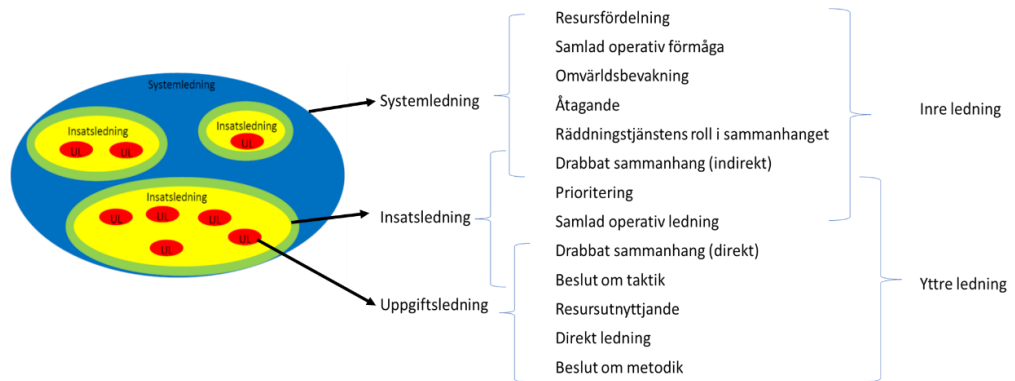 Systemledning
Insatsledning
UL
UL
Insatsledning
UL
Insatsledning
UL
UL
UL
UL
UL
Systemledning
Insatsledning
Uppgiftsledning
Resursfördelning
Samlad operativ förmåga
Omvärldsbevakning
Åtagande
Räddningstjänstens roll i sammanhanget
Drabbat sammanhang (indirekt)
Prioritering
Samlad operativ ledning
Drabbat sammanhang (direkt)
Beslut om taktik
Resursutnyttjande
Direkt ledning
Beslut om metodik
Inre ledning
Yttre ledning